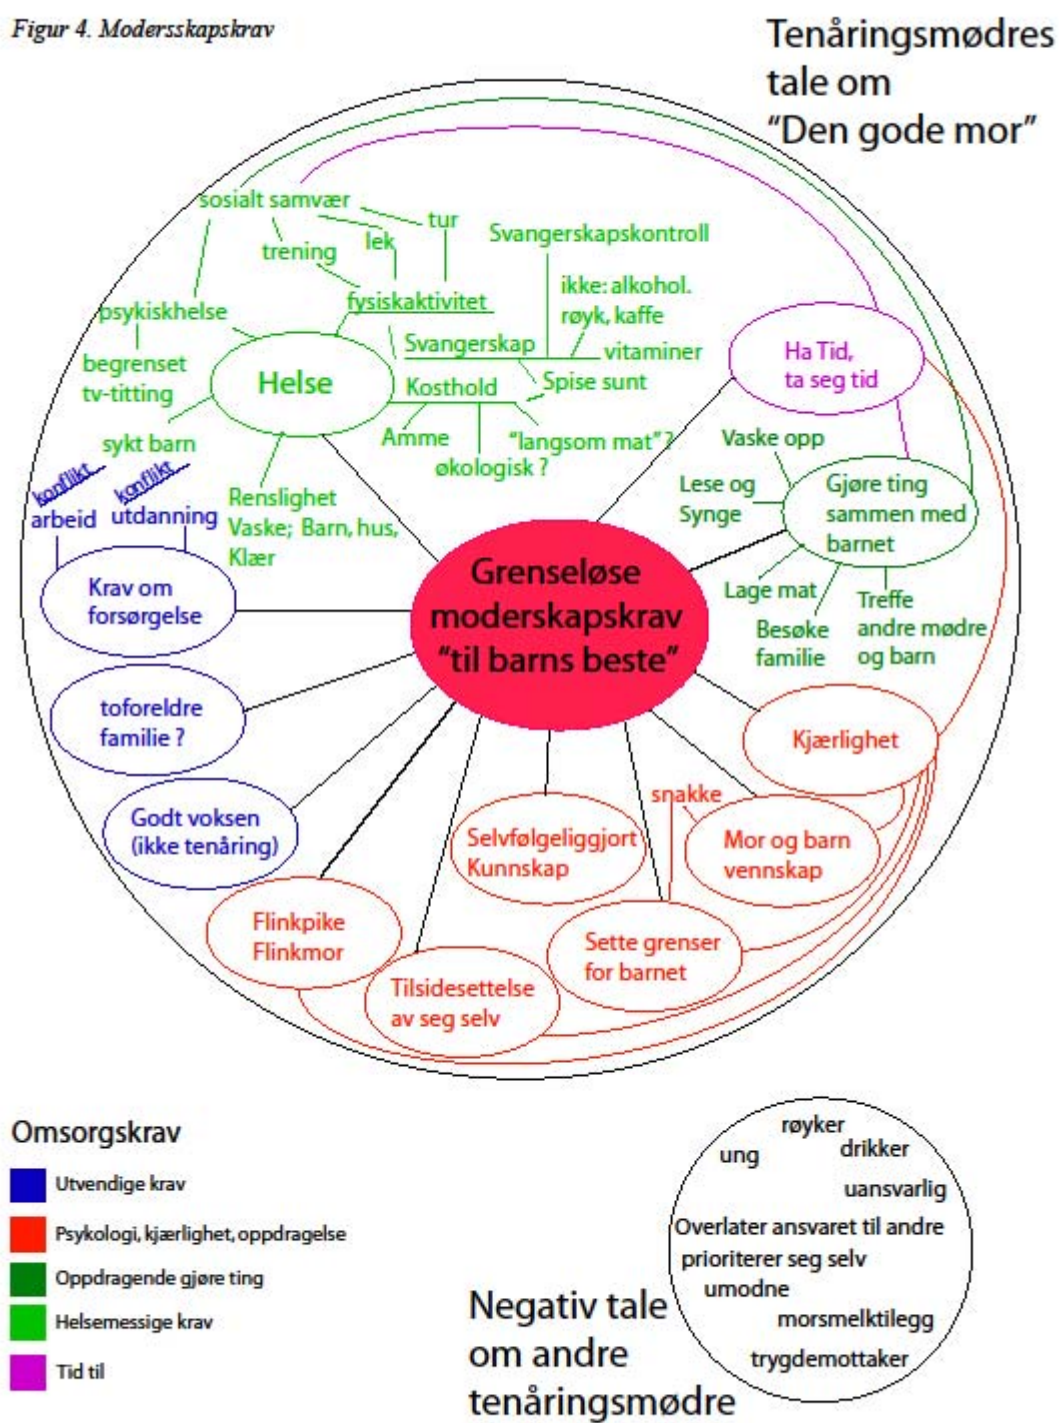 Figur 4. Modersskapskrav
Tenåringsmødres
tale om
"Den gode mor"
sosialt samvær
tur
lek
trening
Svangerskapskontroll
psykiskhelse
fysiskaktivitet
ikke: alkohol.
røyk, kaffe
begrenset
tv-titting
Helse
Svangerskap
vitaminer
Kosthold
Spise sunt
sykt barn
Amme
"langsom mat" ?
økologisk ?
Renslighet
Vaske; Barn, hus,
Klær
Ha Tid,
ta seg tid
Vaske opp
Lese og
Synge
Gjøre ting
sammen med
barnet
Lage mat
Besøke
familie
Treffe
andre mødre
og barn
konflikt
konflikt
arbeid
utdanning
Krav om
forsørgelse
Grenseløse
moderskapskrav
"til barns beste"
toforeldre
familie ?
Kjærlighet
Godt voksen
(ikke tenåring)
snakke
Selvfølgeliggjort
Kunnskap
Mor og barn
vennskap
Flinkpike
Flinkmor
Sette grenser
for barnet
Tilsidesettelse
av seg selv
Omsorgskrav
Utvendige krav
Psykologi, kjærlighet, oppdragelse
Oppdragende gjøre ting
Helsemessige krav
Tid til
røyker
ung
drikker
uansvarlig
Overlater ansvaret til andre
prioriterer seg selv
umodne
morsmelktilegg
trygdemottaker
Negativ tale
om andre
tenåringsmødre